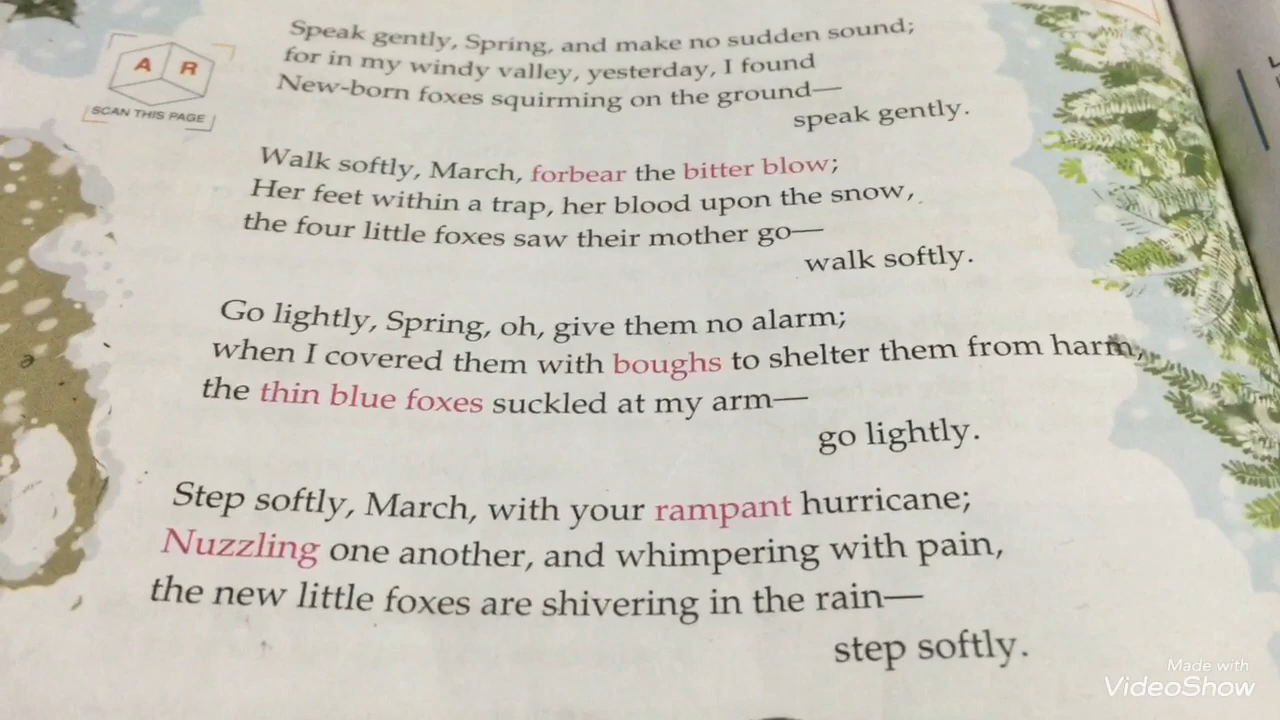 Speak gently, Spring, and make no sudden sound;
for in my windy valley, yesterday, I found
New-born foxes squirming on the ground—
speak gently.
A R
SCAN THIS PAGE
Walk softly, March, forbear the bitter blow;
Her feet within a trap, her blood upon the snow,
the four little foxes saw their mother go—
walk softly.
Go lightly, Spring, oh, give them no alarm;
when I covered them with boughs to shelter them from harm,
the thin blue foxes suckled at my arm—
go lightly.
Step softly, March, with your rampant hurricane;
Nuzzling one another, and whimpering with pain,
the new little foxes are shivering in the rain—
step softly.
Made with
VideoShow